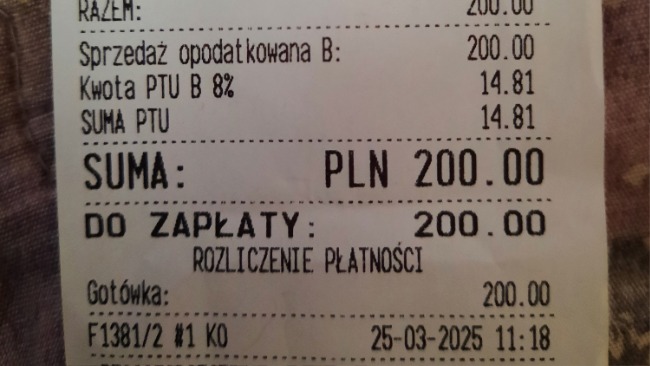 RAZEM: 200.00
Sprzedaż opodatkowana B: 200.00
Kwota PTU B 8% 14.81
SUMA PTU 14.81
SUMA: PLN 200.00
DO ZAPŁATY: 200.00
ROZLICZENIE PŁATNOŚCI
Gotówka: 200.00
F1381/2 #1 KO 25-03-2025 11:18